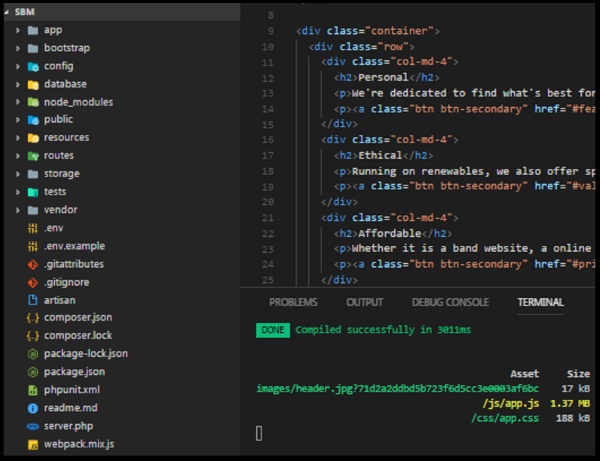 SBM
app
bootstrap
config
database
node_modules
public
resources
routes
storage
tests
vendor
.env
.env.example
.gitattributes
.gitignore
artisan
composer.json
composer.lock
package-lock.json
package.json
phpunit.xml
readme.md
server.php
webpack.mix.js
8
9 <div class="container">
10 <div class="row">
11 <div class="col-md-4">
12 <h2>Personal</h2>
13 <p>We're dedicated to find what's best for
14 <p><a class="btn btn-secondary" href="#fea
15 </div>
16 <div class="col-md-4">
17 <h2>Ethical</h2>
18 <p>Running on renewables, we also offer sp
19 <p><a class="btn btn-secondary" href="#val
20 </div>
21 <div class="col-md-4">
22 <h2>Affordable</h2>
23 <p>Whether it is a band website, a online
24 <p><a class="btn btn-secondary" href="#pri
25 </div>
PROBLEMS OUTPUT DEBUG CONSOLE TERMINAL
DONE Compiled successfully in 3011ms
Asset Size
images/header.jpg?71d2a2ddbd5b723f6d5cc3e0003af6bc 17 kB
/js/app.js 1.37 MB
/css/app.css 188 kB